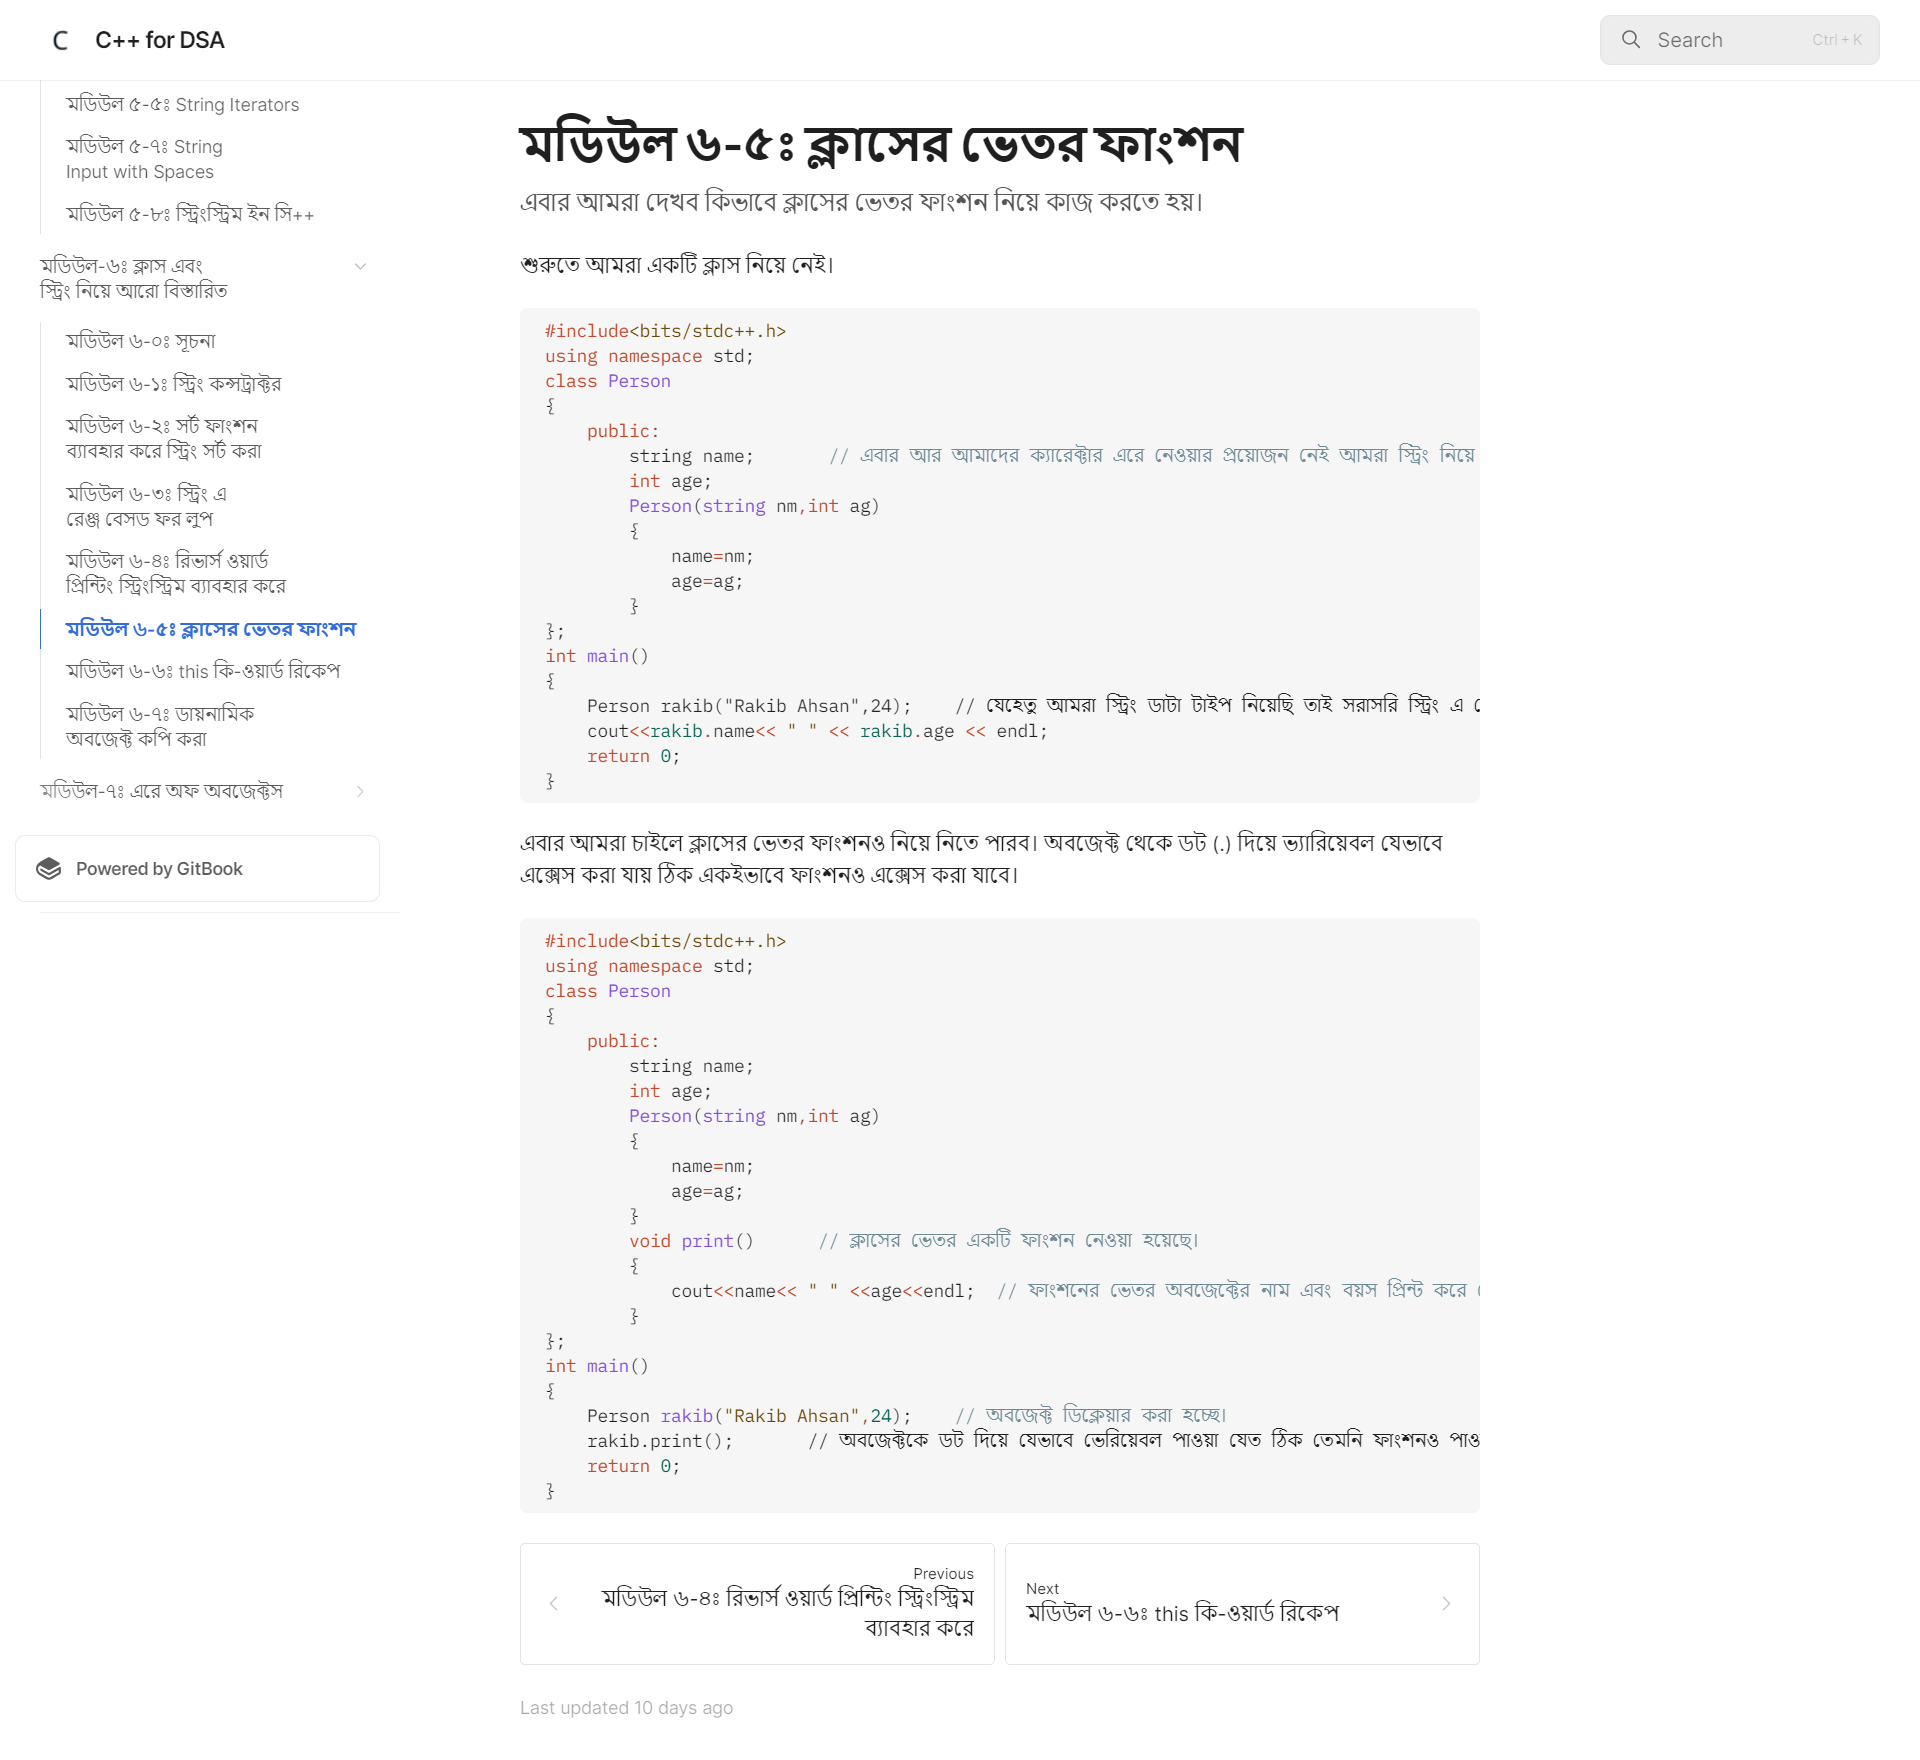 C C++ for DSA
Search Ctrl + K
মডিউল ৫-৫ঃ String Iterators
মডিউল ৫-৭ঃ String
Input with Spaces
মডিউল ৫-৮ঃ স্ট্রিংস্ট্রিম ইন সি++
মডিউল-৬ঃ ক্লাস এবং
স্ট্রিং নিয়ে আরো বিস্তারিত
মডিউল ৬-০ঃ সূচনা
মডিউল ৬-১ঃ স্ট্রিং কন্সট্রাক্টর
মডিউল ৬-২ঃ সর্ট ফাংশন
ব্যাবহার করে স্ট্রিং সর্ট করা
মডিউল ৬-৩ঃ স্ট্রিং এ
রেঞ্জ বেসড ফর লুপ
মডিউল ৬-৪ঃ রিভার্স ওয়ার্ড
প্রিন্টিং স্ট্রিংস্ট্রিম ব্যাবহার করে
মডিউল ৬-৫ঃ ক্লাসের ভেতর ফাংশন
মডিউল ৬-৬ঃ this কি-ওয়ার্ড রিকেপ
মডিউল ৬-৭ঃ ডায়নামিক
অবজেক্ট কপি করা
মডিউল-৭ঃ এরে অফ অবজেক্টস
Powered by GitBook
মডিউল ৬-৫ঃ ক্লাসের ভেতর ফাংশন
এবার আমরা দেখব কিভাবে ক্লাসের ভেতর ফাংশন নিয়ে কাজ করতে হয়।
শুরুতে আমরা একটি ক্লাস নিয়ে নেই।
#include<bits/stdc++.h>
using namespace std;
class Person
{
public:
string name; // এবার আর আমাদের ক্যারেক্টার এরে নেওয়ার প্রয়োজন নেই আমরা স্ট্রিং নিয়ে
int age;
Person(string nm,int ag)
{
name=nm;
age=ag;
}
};
int main()
{
Person rakib("Rakib Ahsan",24); // যেহেতু আমরা স্ট্রিং ডাটা টাইপ নিয়েছি তাই সরাসরি স্ট্রিং এ
cout<<rakib.name<< " " << rakib.age << endl;
return 0;
}
এবার আমরা চাইলে ক্লাসের ভেতর ফাংশনও নিয়ে নিতে পারব। অবজেক্ট থেকে ডট (.) দিয়ে ভ্যারিয়েবল যেভাবে
এক্সেস করা যায় ঠিক একইভাবে ফাংশনও এক্সেস করা যাবে।
#include<bits/stdc++.h>
using namespace std;
class Person
{
public:
string name;
int age;
Person(string nm,int ag)
{
name=nm;
age=ag;
}
void print() // ক্লাসের ভেতর একটি ফাংশন নেওয়া হয়েছে।
{
cout<<name<< " " <<age<<endl; // ফাংশনের ভেতর অবজেক্টের নাম এবং বয়স প্রিন্ট করে
}
};
int main()
{
Person rakib("Rakib Ahsan",24); // অবজেক্ট ডিক্লেয়ার করা হচ্ছে।
rakib.print(); // অবজেক্টকে ডট দিয়ে যেভাবে ভেরিয়েবল পাওয়া যেত ঠিক তেমনি ফাংশনও
return 0;
}
Previous
মডিউল ৬-৪ঃ রিভার্স ওয়ার্ড প্রিন্টিং স্ট্রিংস্ট্রিম
ব্যাবহার করে
Next
মডিউল ৬-৬ঃ this কি-ওয়ার্ড রিকেপ
Last updated 10 days ago